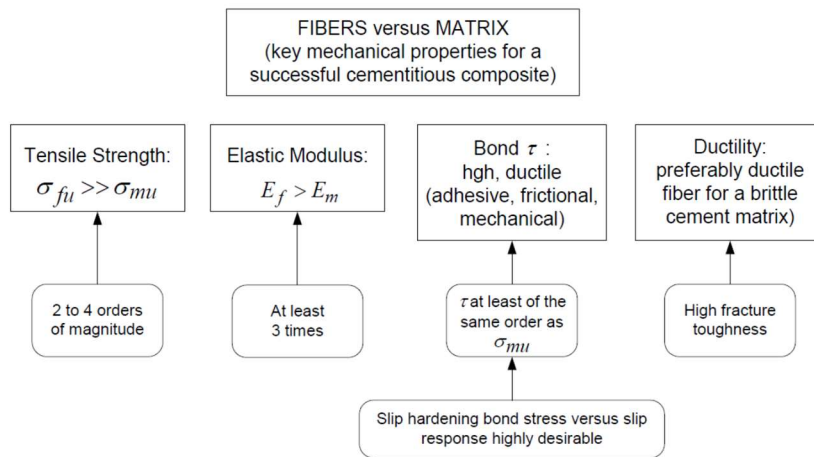 FIBERS versus MATRIX
(key mechanical properties for a
successful cementitious composite)
Tensile Strength:
σfu >> σmu
Elastic Modulus:
Ef > Em
Bond τ :
hgh, ductile
(adhesive, frictional,
mechanical)
Ductility:
preferably ductile
fiber for a brittle
cement matrix)
2 to 4 orders
of magnitude
At least
3 times
τ at least of the
same order as
σmu
High fracture
toughness
Slip hardening bond stress versus slip
response highly desirable